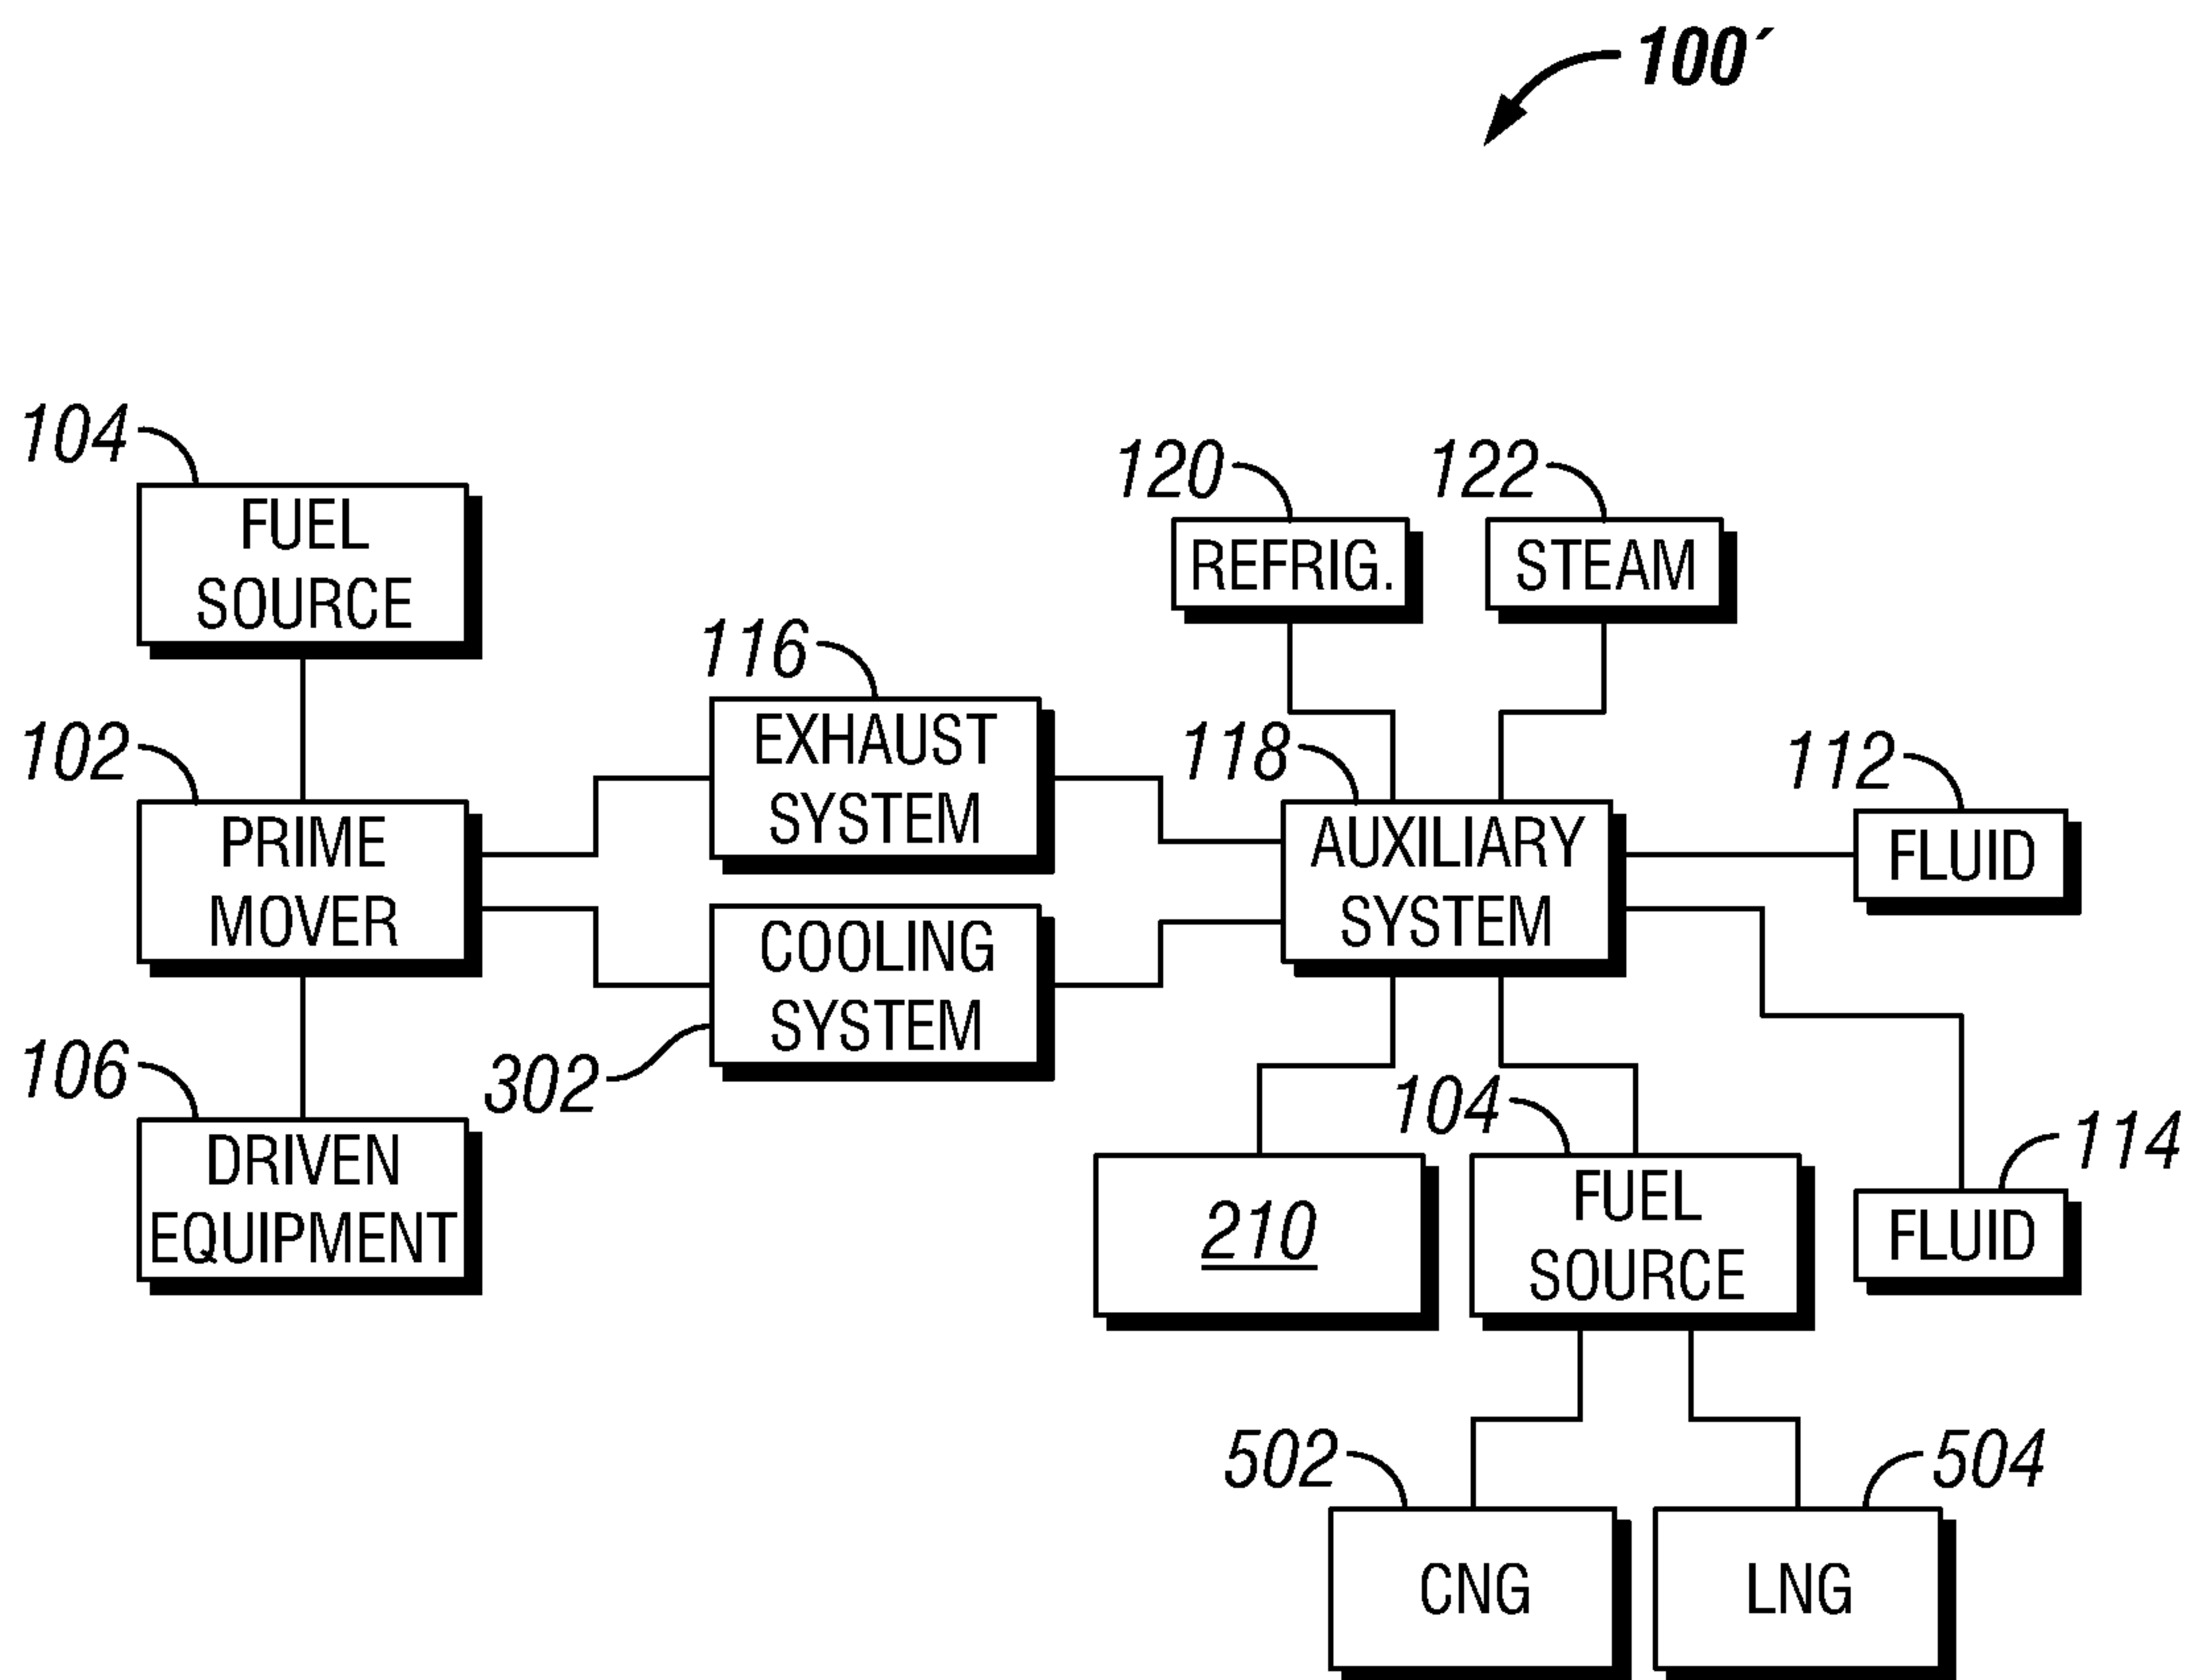 100´
104
FUEL
SOURCE
102
PRIME
MOVER
106
DRIVEN
EQUIPMENT
116
EXHAUST
SYSTEM
COOLING
SYSTEM
302
120
REFRIG.
122
STEAM
118
AUXILIARY
SYSTEM
112
FLUID
114
FLUID
210
104
FUEL
SOURCE
502
CNG
504
LNG